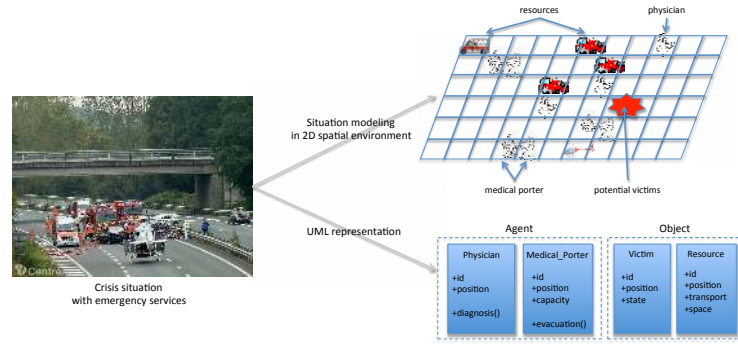 resources
physician
Situation modeling
in 2D spatial environment
medical porter
potential victims
UML representation
Crisis situation
with emergency services
Agent
Object
Physician
+id
+position
+diagnosis()
Medical_Porter
+id
+position
+capacity
+evacuation()
Victim
+id
+position
+state
Resource
+id
+position
+transport
+space